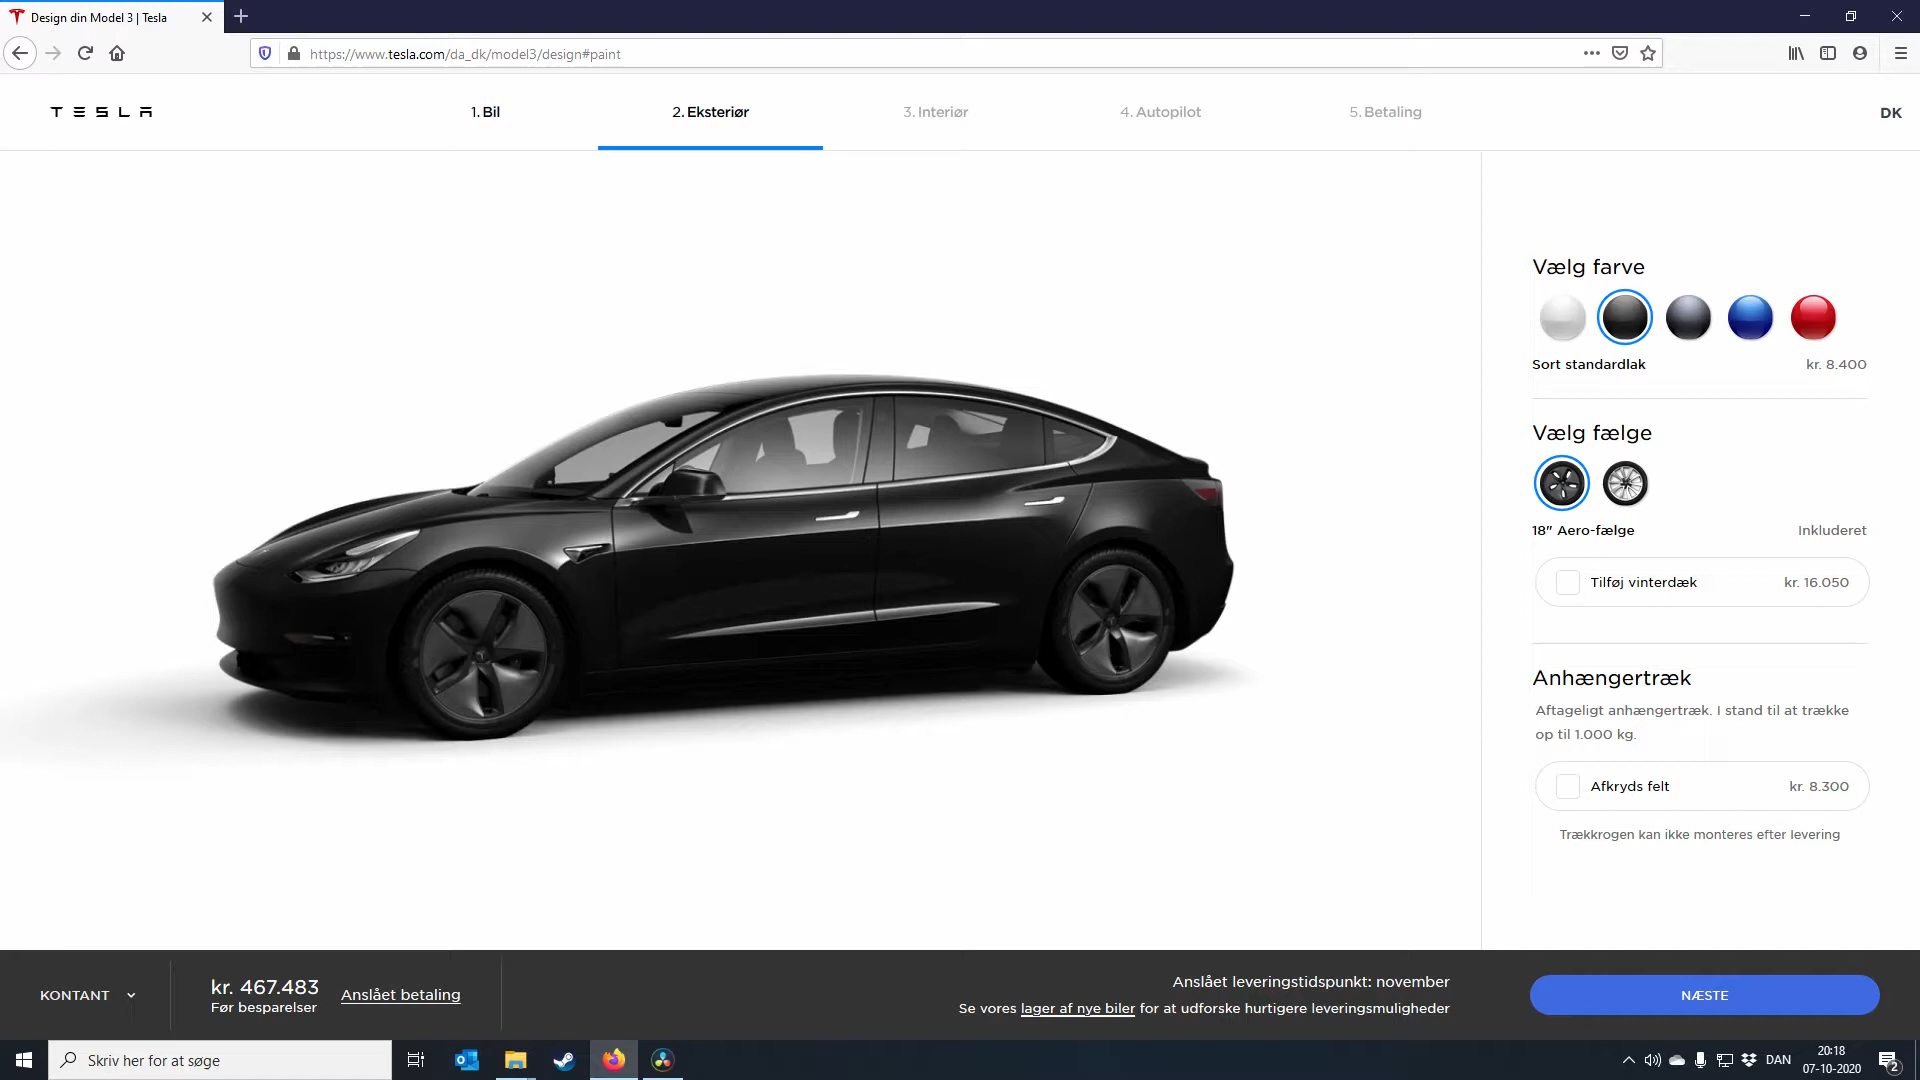 Design din Model 3 | Tesla
https://www.tesla.com/da_dk/model3/design#paint
TESLA
1. Bil
2. Eksteriør
3. Interiør
4. Autopilot
5. Betaling
DK
Vælg farve
Sort standardlak kr. 8.400
Vælg fælge
18" Aero-fælge Inkluderet
Tilføj vinterdæk kr. 16.050
Anhængertræk
Aftageligt anhængertræk. I stand til at trække
op til 1.000 kg.
Afkryds felt kr. 8.300
Trækkrogen kan ikke monteres efter levering
KONTANT
kr. 467.483
Før besparelser
Anslået betaling
Anslået leveringstidspunkt: november
Se vores lager af nye biler for at udforske hurtigere leveringsmuligheder
NÆSTE
Skriv her for at søge
DAN
20:18
07-10-2020
2